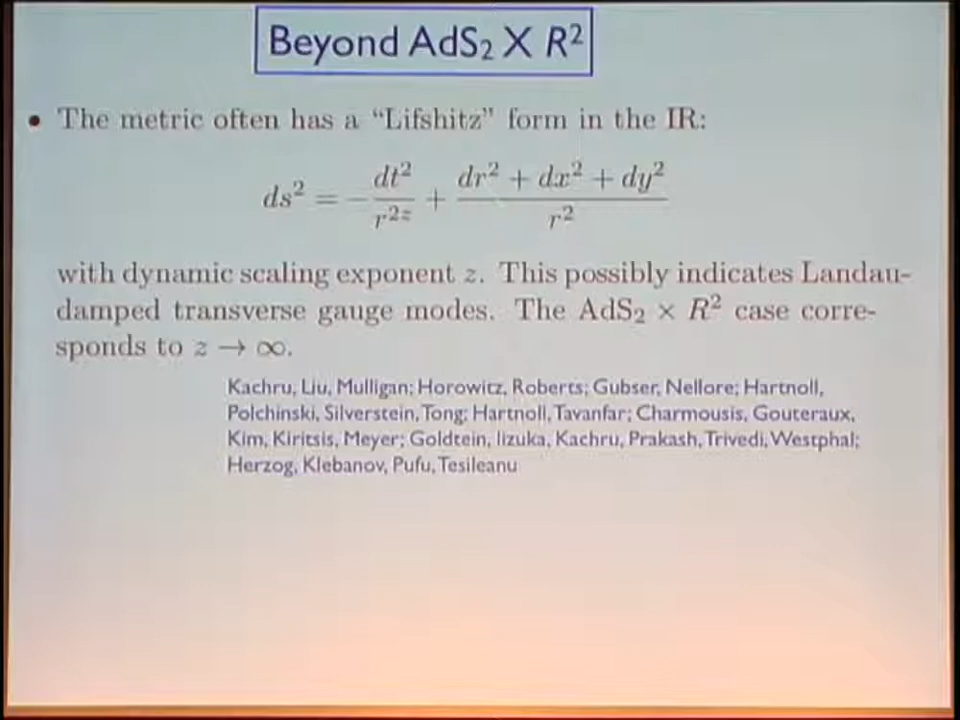 Beyond AdS₂ X R²
• The metric often has a “Lifshitz” form in the IR:
ds² = −dt²/r²ᶻ + (dr² + dx² + dy²)/r²
with dynamic scaling exponent z. This possibly indicates Landau-
damped transverse gauge modes. The AdS₂ × R² case corre-
sponds to z → ∞.
Kachru, Liu, Mulligan; Horowitz, Roberts; Gubser, Nellore; Hartnoll,
Polchinski, Silverstein, Tong; Hartnoll, Tavanfar; Charmousis, Gouteraux,
Kim, Kiritsis, Meyer; Goldtein, Iizuka, Kachru, Prakash, Trivedi, Westphal;
Herzog, Klebanov, Pufu, Tesileanu